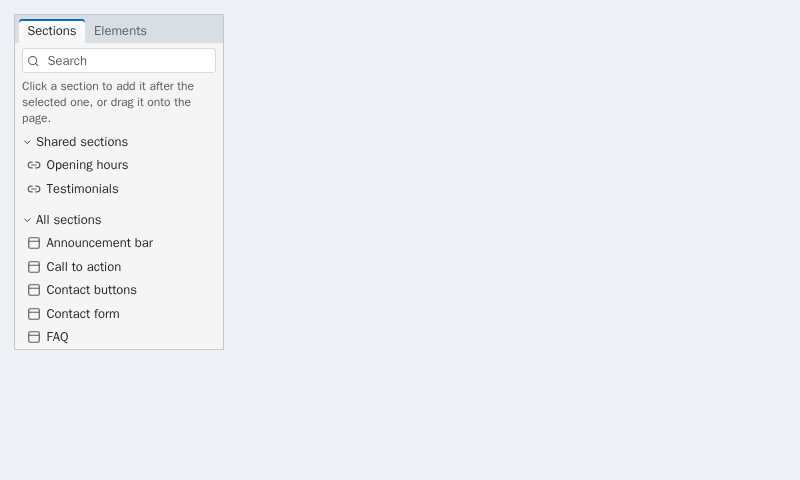 Sections Elements
Search
Click a section to add it after the
selected one, or drag it onto the
page.
Shared sections
Opening hours
Testimonials
All sections
Announcement bar
Call to action
Contact buttons
Contact form
FAQ